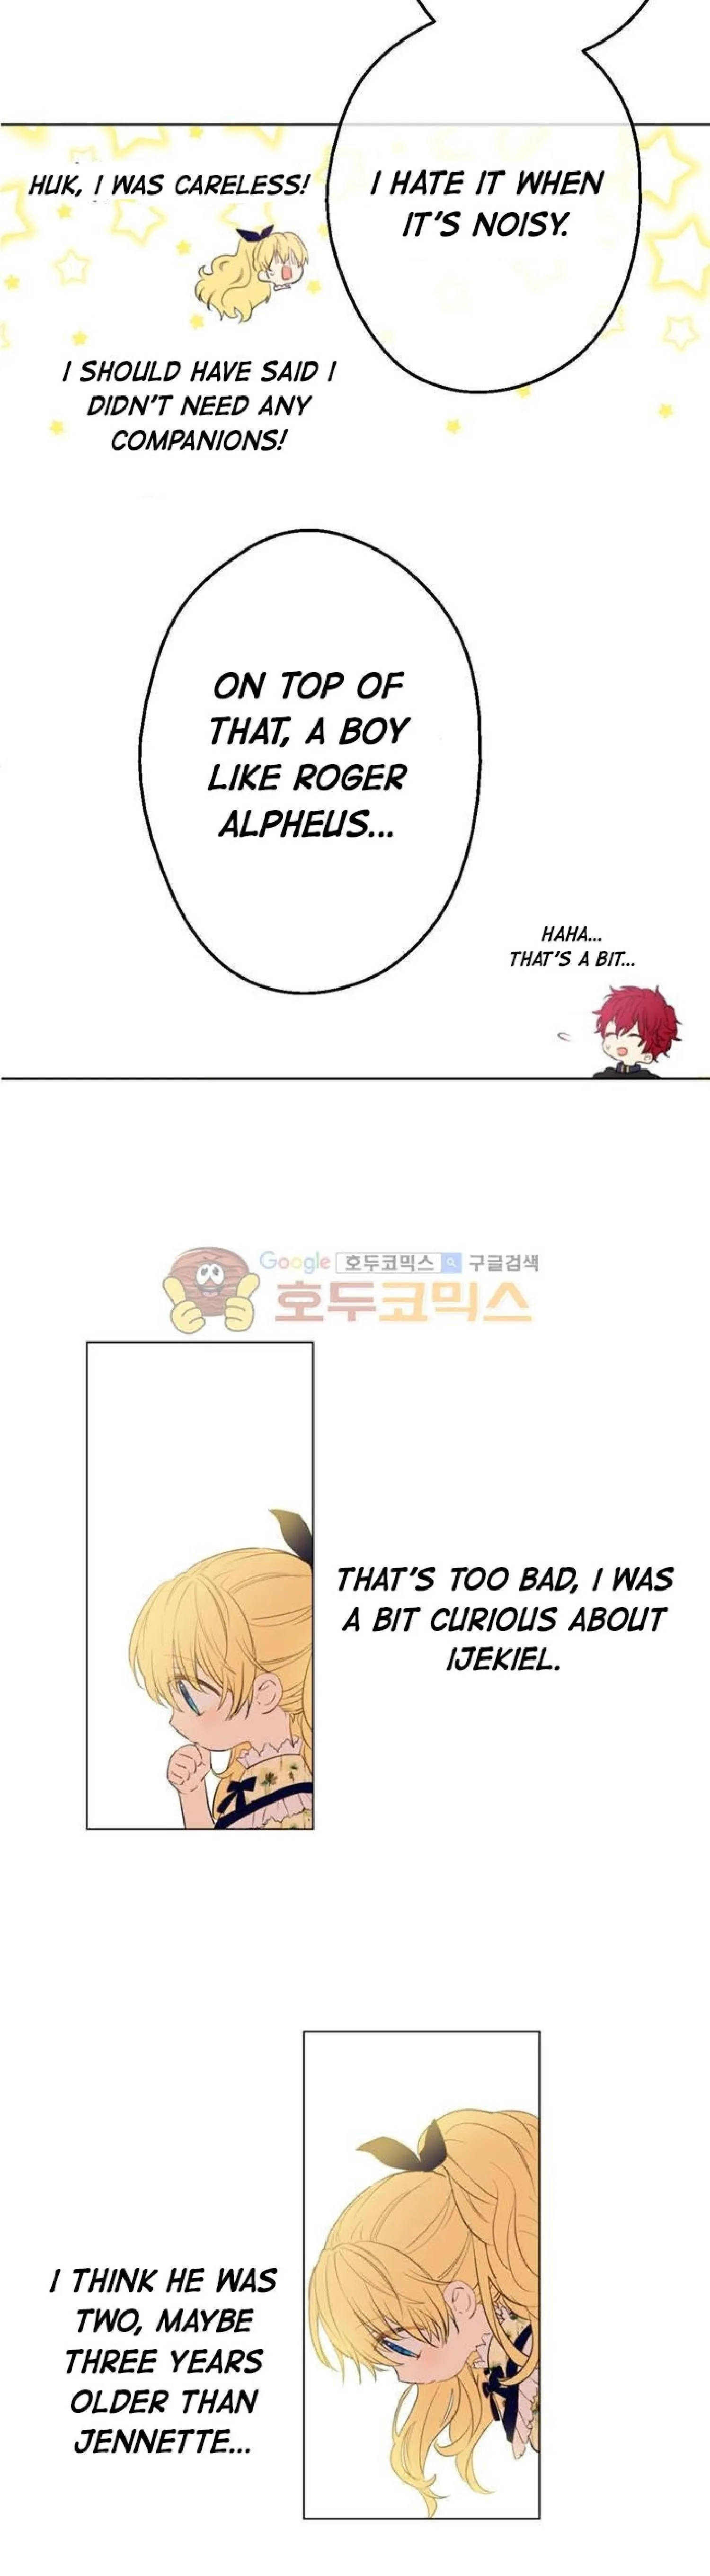 HUK, I WAS CARELESS!
I HATE IT WHEN
IT'S NOISY.
I SHOULD HAVE SAID I
DIDN'T NEED ANY
COMPANIONS!
ON TOP OF
THAT, A BOY
LIKE ROGER
ALPHEUS...
HAHA...
THAT'S A BIT...
Google 호두코믹스 구글검색
호두코믹스
THAT'S TOO BAD, I WAS
A BIT CURIOUS ABOUT
IJEKIEL.
I THINK HE WAS
TWO, MAYBE
THREE YEARS
OLDER THAN
JENNETTE...